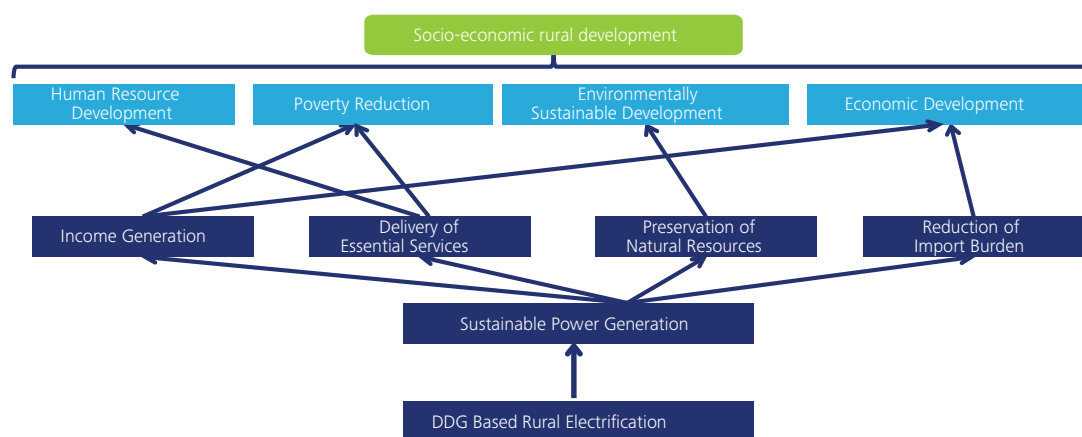 Socio-economic rural development
Human Resource
Development
Poverty Reduction
Environmentally
Sustainable Development
Economic Development
Income Generation
Delivery of
Essential Services
Preservation of
Natural Resources
Reduction of
Import Burden
Sustainable Power Generation
DDG Based Rural Electrification